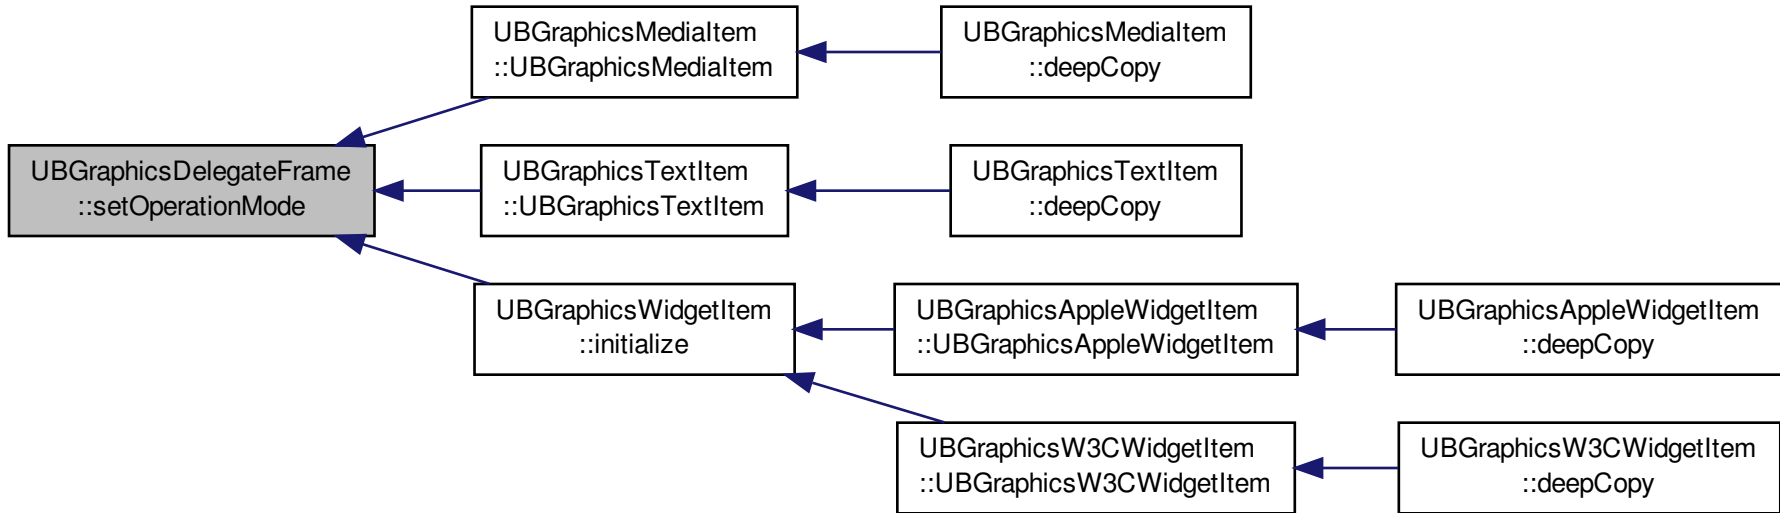 UBGraphicsMediaItem
::UBGraphicsMediaItem
UBGraphicsMediaItem
::deepCopy
UBGraphicsDelegateFrame
::setOperationMode
UBGraphicsTextItem
::UBGraphicsTextItem
UBGraphicsTextItem
::deepCopy
UBGraphicsWidgetItem
::initialize
UBGraphicsAppleWidgetItem
::UBGraphicsAppleWidgetItem
UBGraphicsAppleWidgetItem
::deepCopy
UBGraphicsW3CWidgetItem
::UBGraphicsW3CWidgetItem
UBGraphicsW3CWidgetItem
::deepCopy